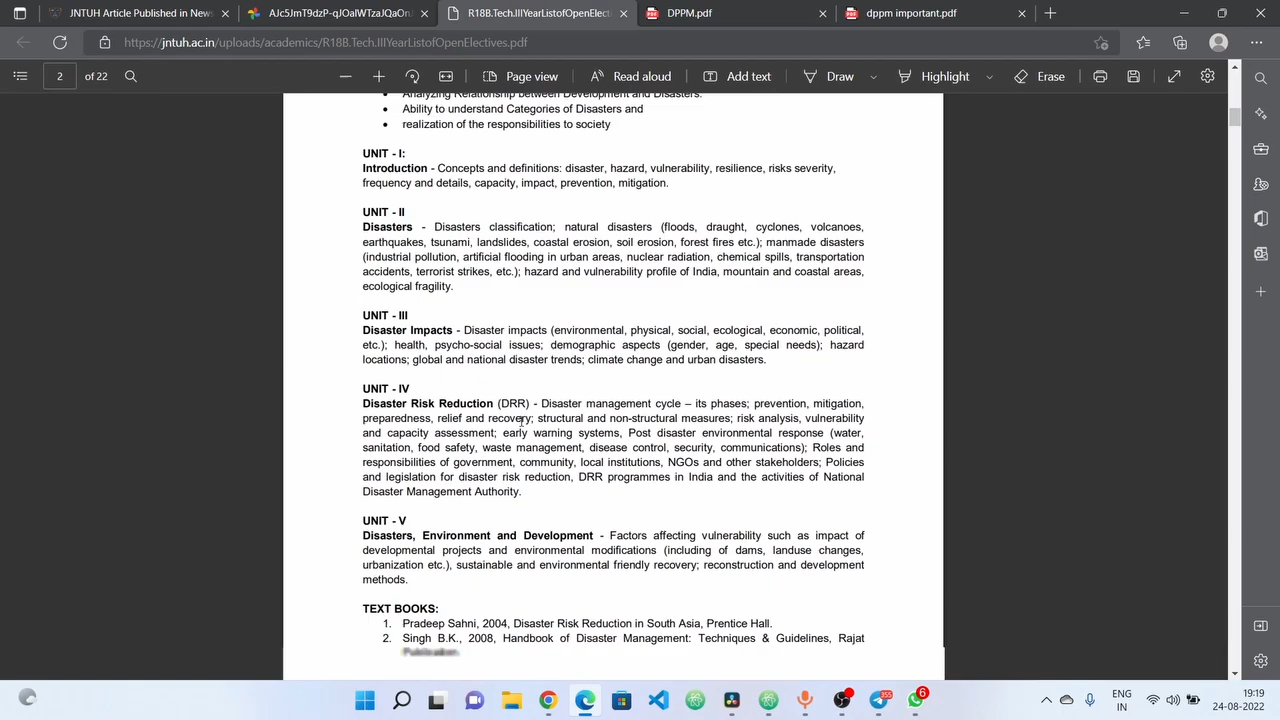 JNTUH Article Published in News
AJc5JmT9dzP-qJOalWTJqJQaOnJ
R18B.Tech.IIIYearListofOpenElecti
DPPM.pdf
dppm important.pdf
https://jntuh.ac.in/uploads/academics/R18B.Tech.IIIYearListofOpenElectives.pdf
2 of 22
Page view
Read aloud
Add text
Draw
Highlight
Erase
Analyzing Relationship between Development and Disasters.
• Ability to understand Categories of Disasters and
• realization of the responsibilities to society
UNIT - I:
Introduction - Concepts and definitions: disaster, hazard, vulnerability, resilience, risks severity,
frequency and details, capacity, impact, prevention, mitigation.
UNIT - II
Disasters - Disasters classification; natural disasters (floods, draught, cyclones, volcanoes,
earthquakes, tsunami, landslides, coastal erosion, soil erosion, forest fires etc.); manmade disasters
(industrial pollution, artificial flooding in urban areas, nuclear radiation, chemical spills, transportation
accidents, terrorist strikes, etc.); hazard and vulnerability profile of India, mountain and coastal areas,
ecological fragility.
UNIT - III
Disaster Impacts - Disaster impacts (environmental, physical, social, ecological, economic, political,
etc.); health, psycho-social issues; demographic aspects (gender, age, special needs); hazard
locations; global and national disaster trends; climate change and urban disasters.
UNIT - IV
Disaster Risk Reduction (DRR) - Disaster management cycle – its phases; prevention, mitigation,
preparedness, relief and recovery; structural and non-structural measures; risk analysis, vulnerability
and capacity assessment; early warning systems, Post disaster environmental response (water,
sanitation, food safety, waste management, disease control, security, communications); Roles and
responsibilities of government, community, local institutions, NGOs and other stakeholders; Policies
and legislation for disaster risk reduction, DRR programmes in India and the activities of National
Disaster Management Authority.
UNIT - V
Disasters, Environment and Development - Factors affecting vulnerability such as impact of
developmental projects and environmental modifications (including of dams, landuse changes,
urbanization etc.), sustainable and environmental friendly recovery; reconstruction and development
methods.
TEXT BOOKS:
1. Pradeep Sahni, 2004, Disaster Risk Reduction in South Asia, Prentice Hall.
2. Singh B.K., 2008, Handbook of Disaster Management: Techniques & Guidelines, Rajat
355
6
ENG
IN
19:19
24-08-2022